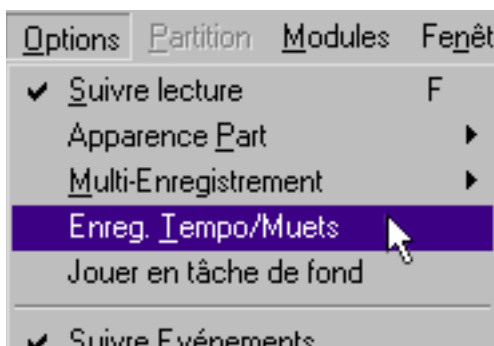 Options Partition Modules Fenêt
✔ Suivre lecture F
Apparence Part
Multi-Enregistrement
Enreg. Tempo/Muets
Jouer en tâche de fond
✔ Suivre Evénements